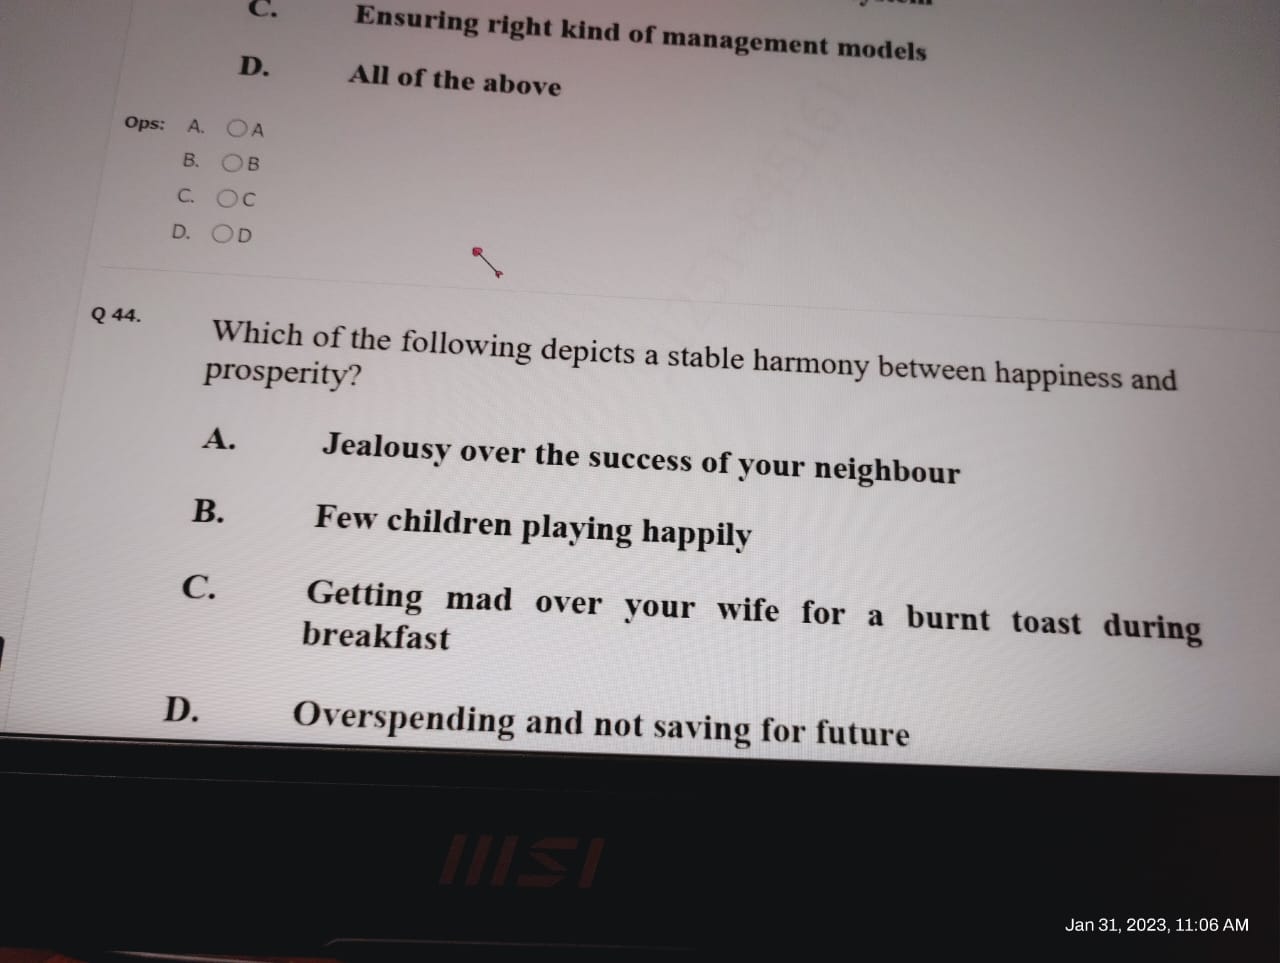 C. Ensuring right kind of management models
D. All of the above
Ops: A. A
B. B
C. C
D. D
Q 44. Which of the following depicts a stable harmony between happiness and
prosperity?
A. Jealousy over the success of your neighbour
B. Few children playing happily
C. Getting mad over your wife for a burnt toast during
breakfast
D. Overspending and not saving for future
msi
Jan 31, 2023, 11:06 AM